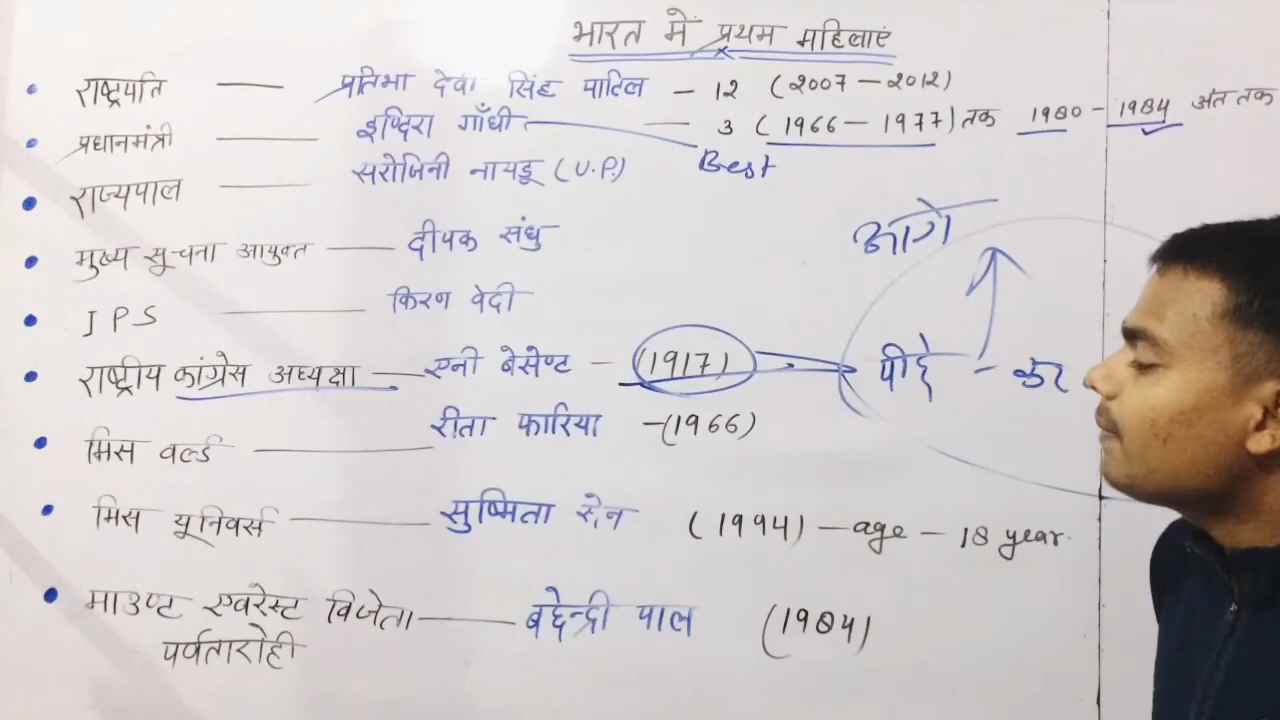 भारत में प्रथम महिलाएं
राष्ट्रपति — प्रतिभा देवी सिंह पाटिल – 12 (2007 – 2012)
प्रधानमंत्री — इन्दिरा गाँधी — 3 (1966 – 1977) तक 1980 – 1984 अंत तक
Best
राज्यपाल — सरोजिनी नायडू (U.P.)
मुख्य सूचना आयुक्त — दीपक संधु
आगे
IPS — किरण वेदी
राष्ट्रीय कांग्रेस अध्यक्षा — एनी बेसेण्ट – (1917)
पीछे – कर
मिस वर्ल्ड — रीता फारिया – (1966)
मिस यूनिवर्स — सुष्मिता सेन (1994) – age – 18 year.
माउण्ट एवरेस्ट विजेता — बछेन्द्री पाल (1984)
पर्वतारोही